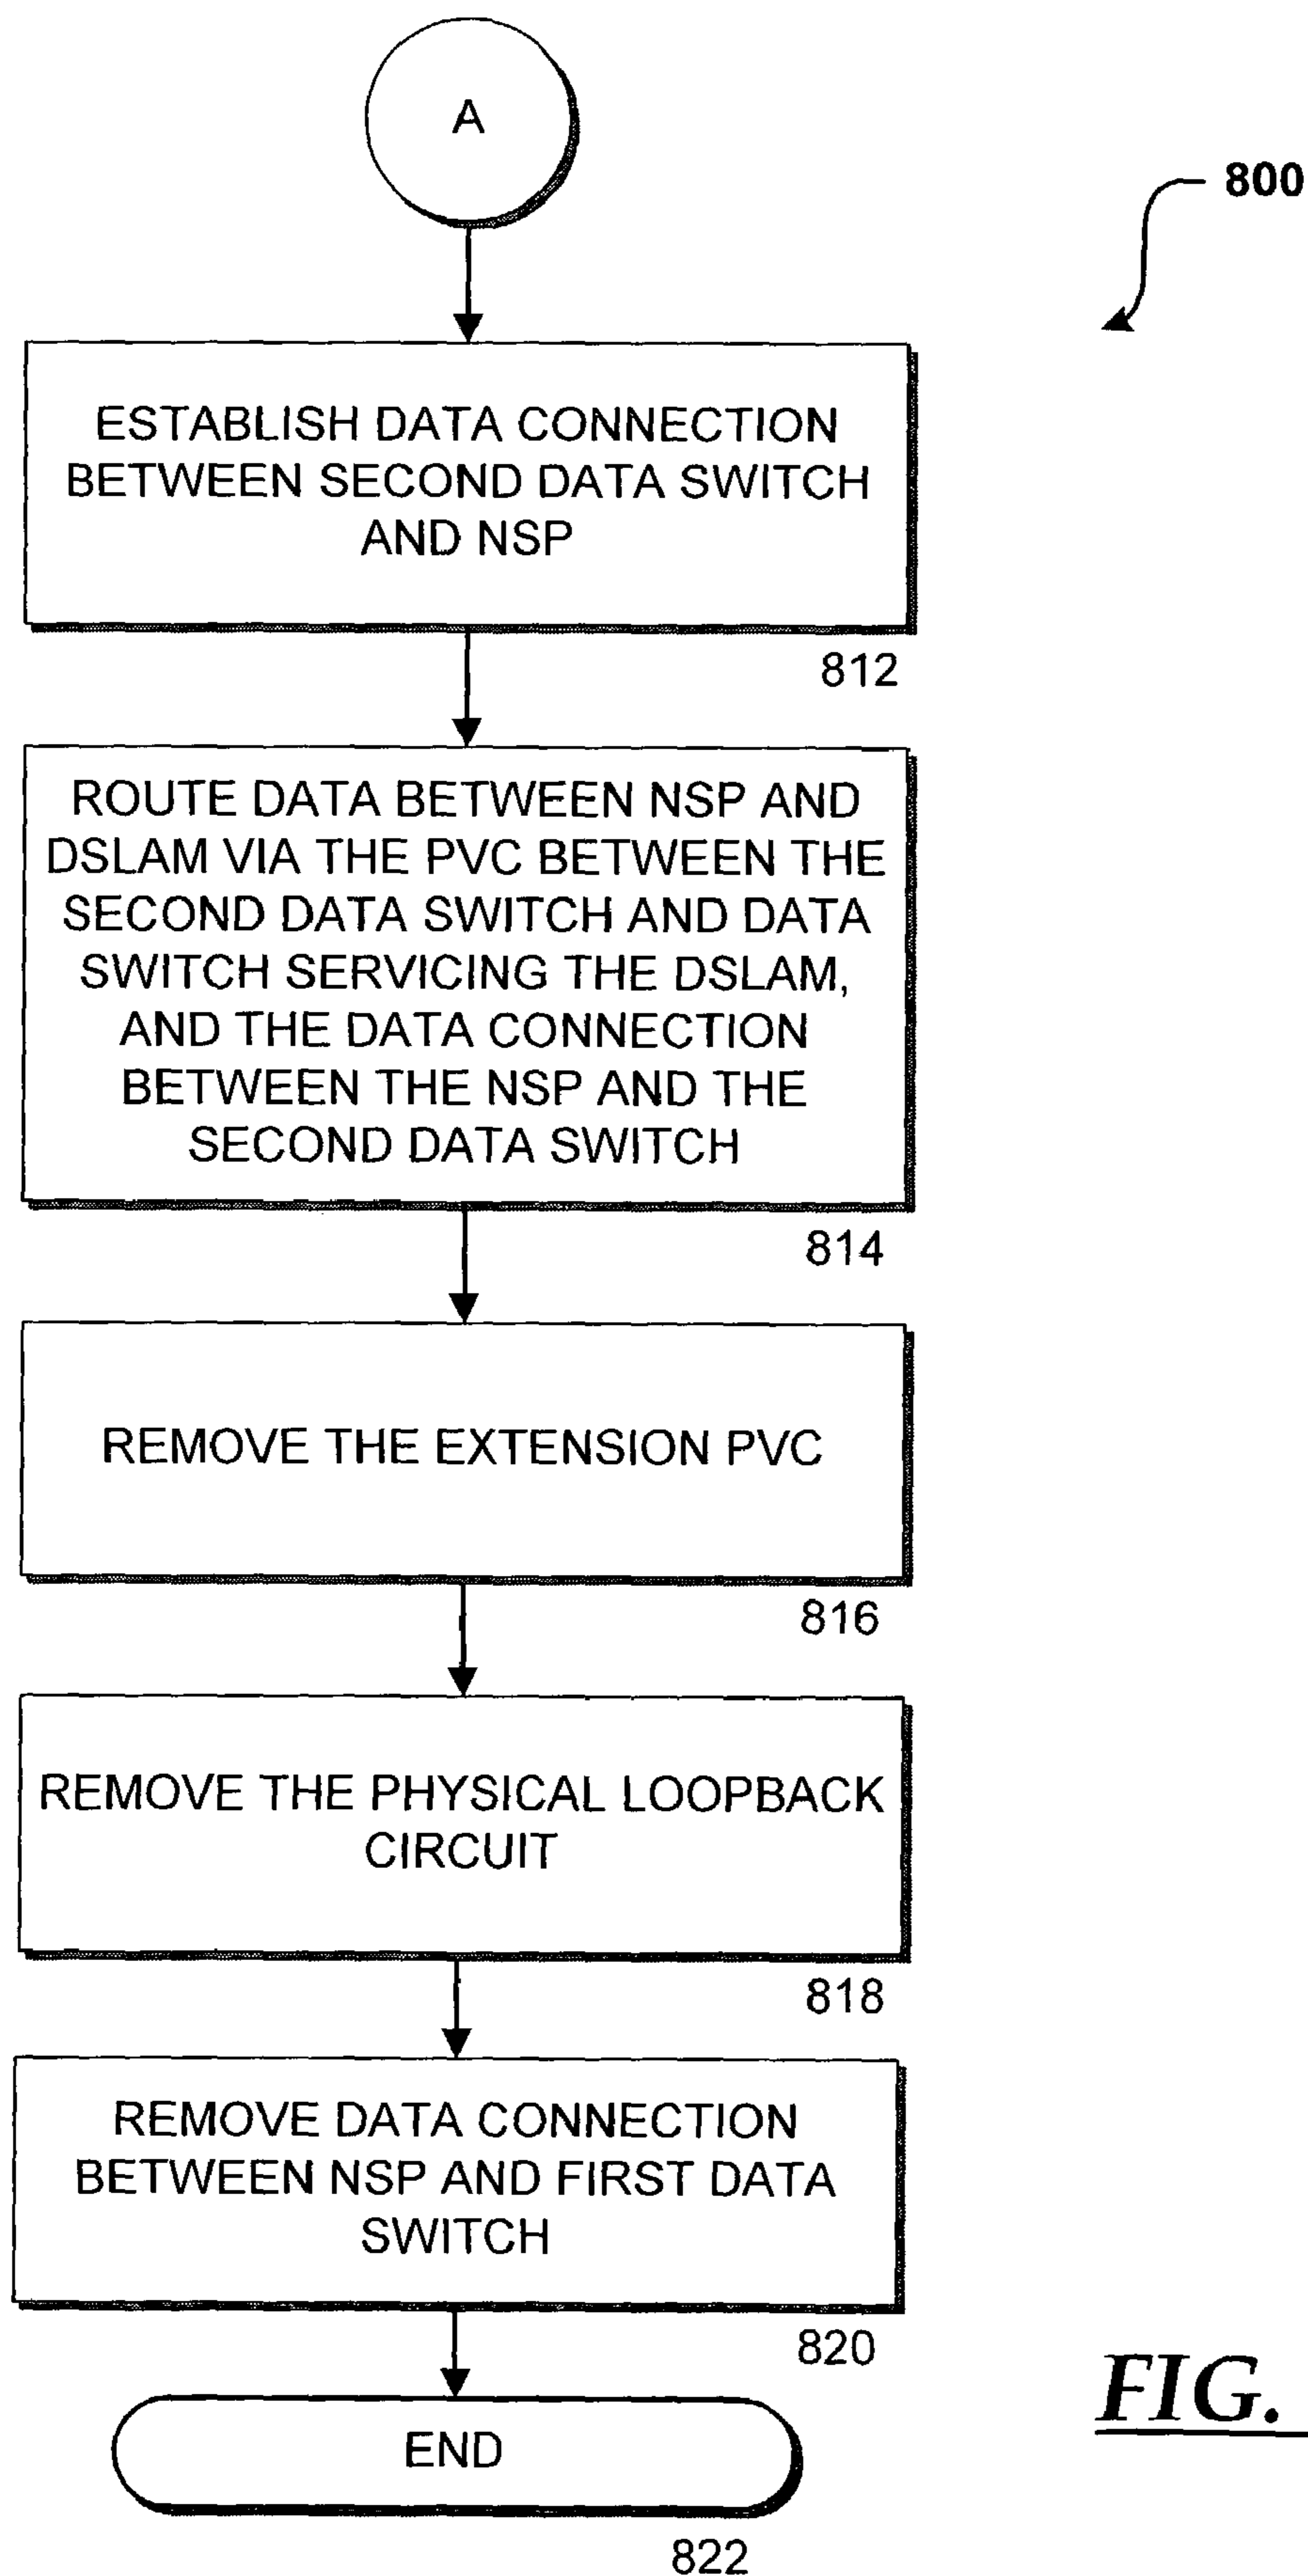 A
800
ESTABLISH DATA CONNECTION
BETWEEN SECOND DATA SWITCH
AND NSP
812
ROUTE DATA BETWEEN NSP AND
DSLAM VIA THE PVC BETWEEN THE
SECOND DATA SWITCH AND DATA
SWITCH SERVICING THE DSLAM,
AND THE DATA CONNECTION
BETWEEN THE NSP AND THE
SECOND DATA SWITCH
814
REMOVE THE EXTENSION PVC
816
REMOVE THE PHYSICAL LOOPBACK
CIRCUIT
818
REMOVE DATA CONNECTION
BETWEEN NSP AND FIRST DATA
SWITCH
820
END
822
FIG.